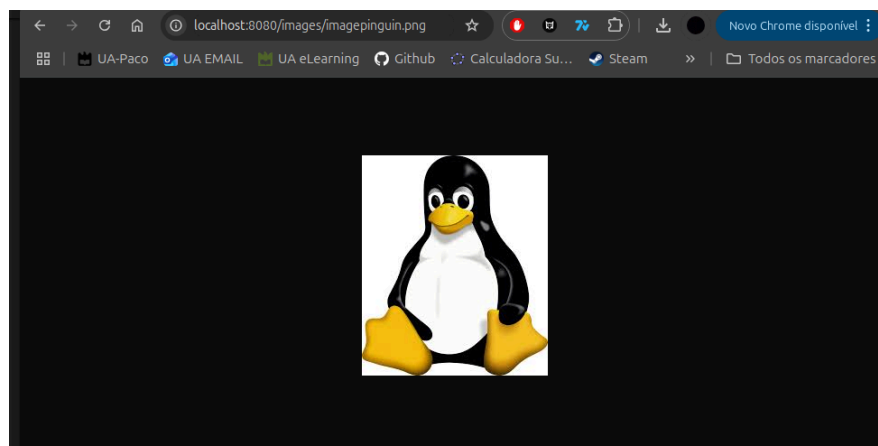 localhost:8080/images/imagepinguin.png
Novo Chrome disponível
UA-Paco UA EMAIL UA eLearning Github Calculadora Su... Steam » Todos os marcadores